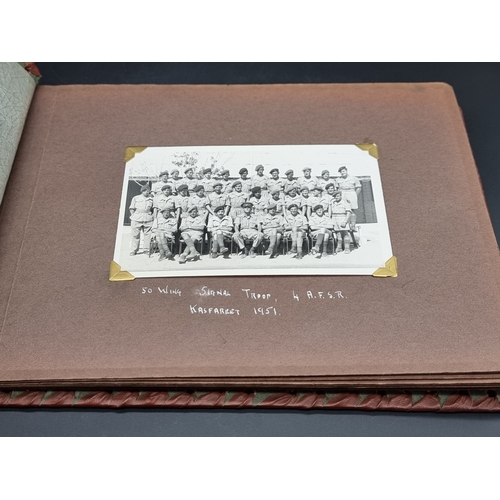 50 WING SIGNAL TROOP, 4 A.F.S.R.
KASFAREET 1951.